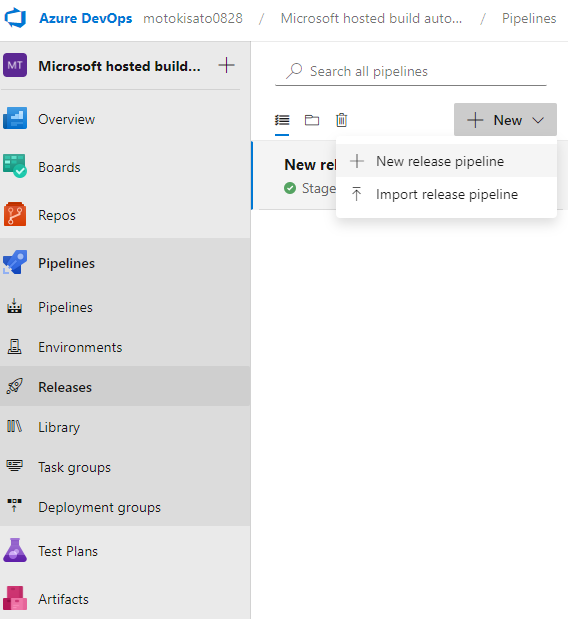 Azure DevOps motokisato0828 / Microsoft hosted build auto... / Pipelines
MT Microsoft hosted build... +
Overview
Boards
Repos
Pipelines
Pipelines
Environments
Releases
Library
Task groups
Deployment groups
Test Plans
Artifacts
Search all pipelines
New
New rel
Stage
New release pipeline
Import release pipeline